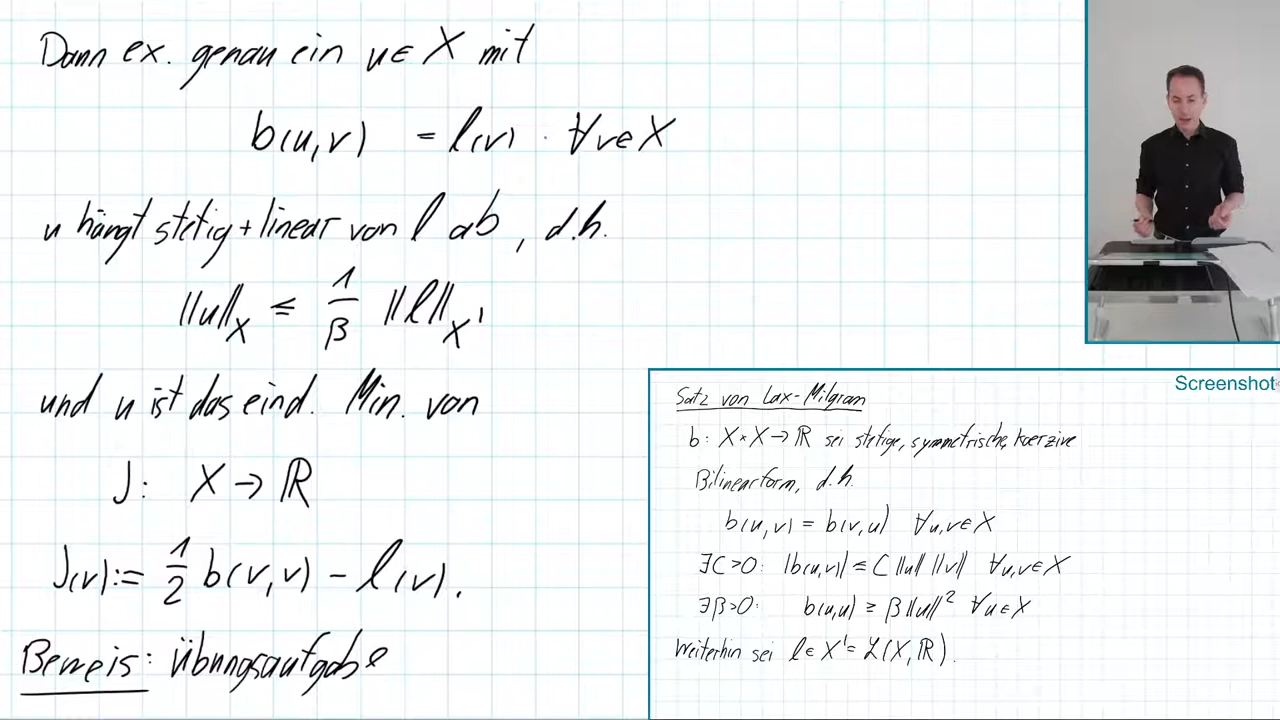 Dann ex. genau ein u ∈ X mit
b(u,v) = l(v) ∀v∈X
u hängt stetig + linear von l ab, d.h.
||u||_X ≤ 1/β ||l||_X'
und u ist das eind. Min. von
J: X → ℝ
J(v) := 1/2 b(v,v) - l(v).
Beweis: Übungsaufgabe
Screenshot
Satz von Lax-Milgram
b: X×X → ℝ sei stetige, symmetrische, koerzive
Bilinearform, d.h.
b(u,v) = b(v,u) ∀u,v∈X
∃C>0: |b(u,v)| ≤ C ||u|| ||v|| ∀u,v∈X
∃β>0: b(u,u) ≥ β||u||² ∀u∈X
Weiterhin sei l ∈ X' = L(X,ℝ).